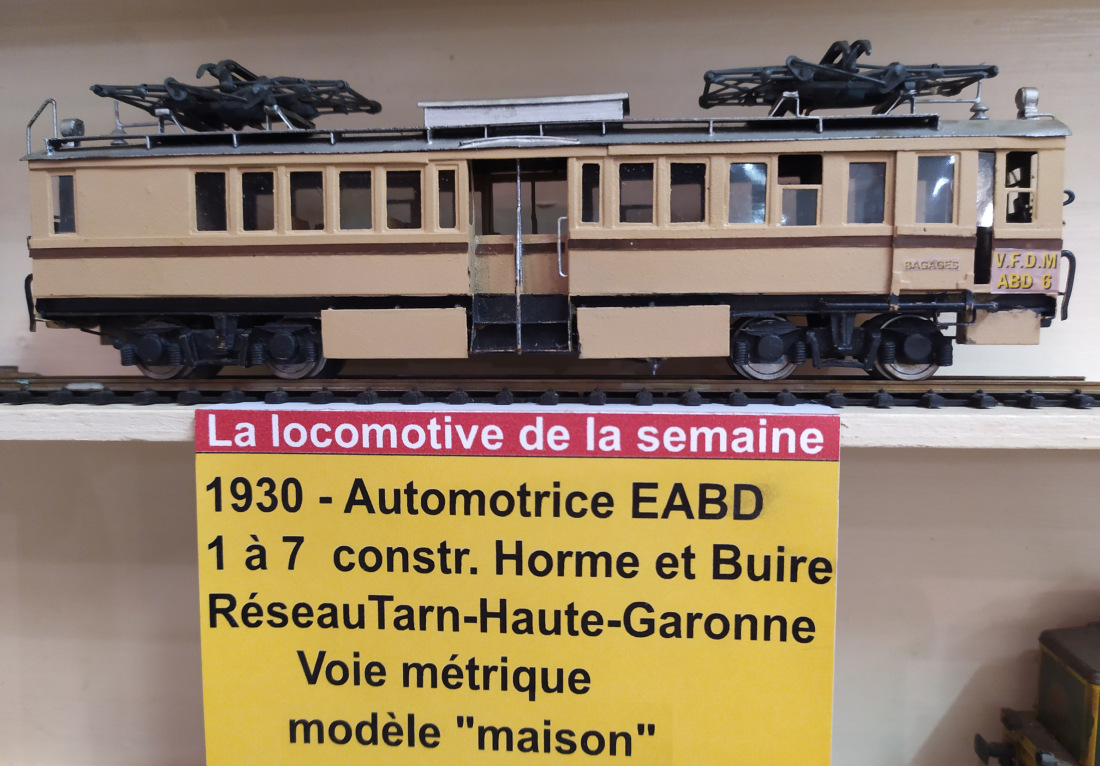 BAGAGES
V.F.D.M
ABD 6
La locomotive de la semaine
1930 - Automotrice EABD
1 à 7 constr. Horme et Buire
RéseauTarn-Haute-Garonne
Voie métrique
modèle "maison"